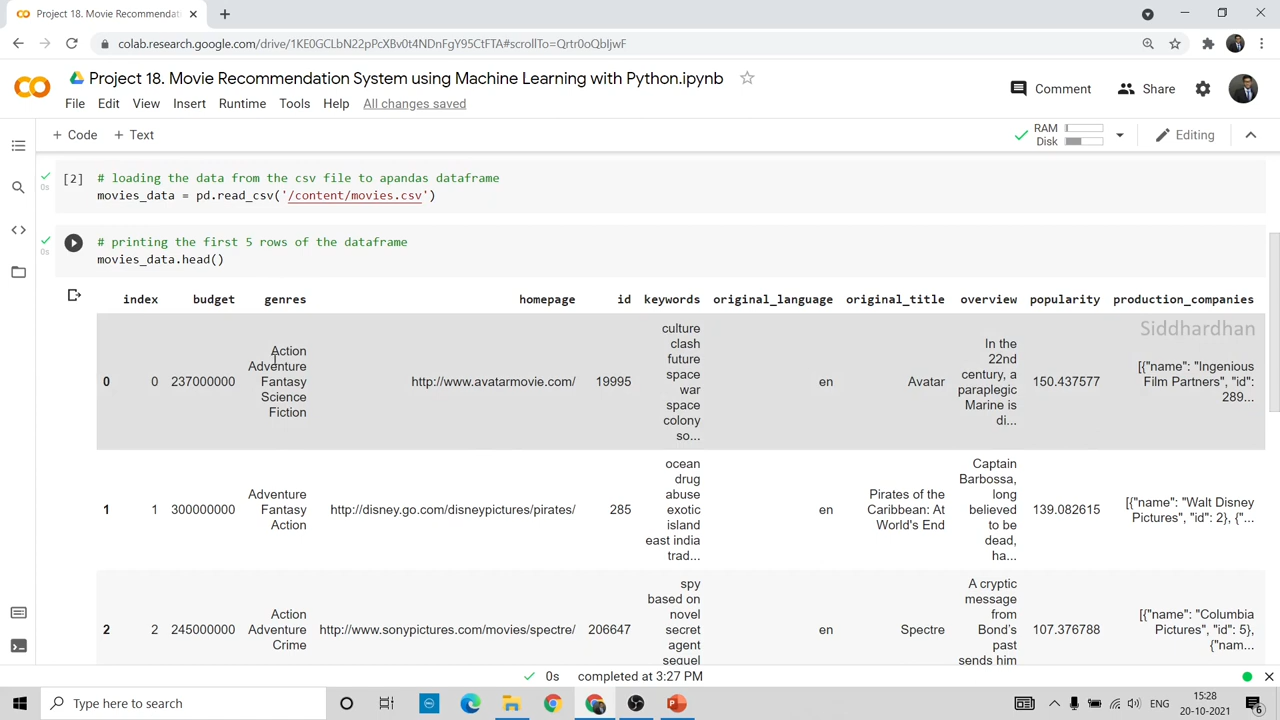 Project 18. Movie Recommendati
colab.research.google.com/drive/1KE0GCLbN22pPcXBv0t4NDnFgY95CtFTA#scrollTo=Qrtr0oQbIjwF
Project 18. Movie Recommendation System using Machine Learning with Python.ipynb
Comment
Share
File Edit View Insert Runtime Tools Help All changes saved
+ Code + Text
RAM
Disk
Editing
[2]
# loading the data from the csv file to apandas dataframe
0s
movies_data = pd.read_csv('/content/movies.csv')
# printing the first 5 rows of the dataframe
0s
movies_data.head()
index budget genres homepage id keywords original_language original_title overview popularity production_companies
Siddhardhan
0 0 237000000
Action
Adventure
Fantasy
Science
Fiction
http://www.avatarmovie.com/ 19995
culture
clash
future
space
war
space
colony
so...
en Avatar
In the
22nd
century, a
paraplegic
Marine is
di...
150.437577
[{"name": "Ingenious
Film Partners", "id":
289...
1 1 300000000
Adventure
Fantasy
Action
http://disney.go.com/disneypictures/pirates/ 285
ocean
drug
abuse
exotic
island
east india
trad...
en
Pirates of the
Caribbean: At
World's End
Captain
Barbossa,
long
believed
to be
dead,
ha...
139.082615
[{"name": "Walt Disney
Pictures", "id": 2}, {"...
2 2 245000000
Action
Adventure
Crime
http://www.sonypictures.com/movies/spectre/ 206647
spy
based on
novel
secret
agent
sequel
en Spectre
A cryptic
message
from
Bond's
past
sends him
107.376788
[{"name": "Columbia
Pictures", "id": 5},
{"nam...
0s completed at 3:27 PM
Type here to search
ENG
15:28
20-10-2021
6